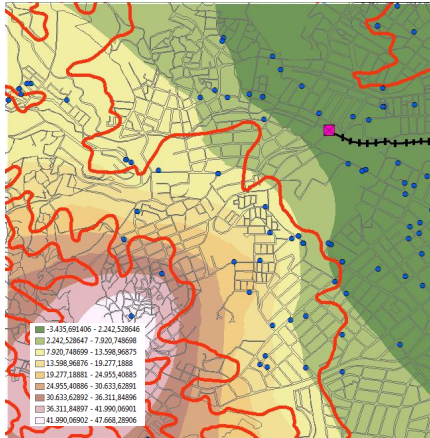 -3.435,691406 - 2.242,528646
2.242,528647 - 7.920,748698
7.920,748699 - 13.598,96875
13.598,96876 - 19.277,1888
19.277,18881 - 24.955,40885
24.955,40886 - 30.633,62891
30.633,62892 - 36.311,84896
36.311,84897 - 41.990,06901
41.990,06902 - 47.668,28906